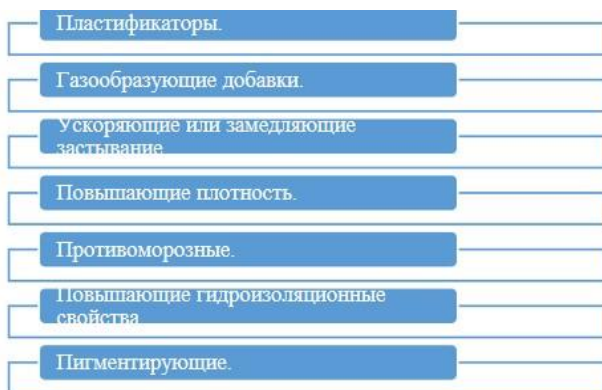 Пластификаторы.
Газообразующие добавки.
Ускоряющие или замедляющие
застывание
Повышающие плотность.
Противоморозные.
Повышающие гидроизоляционные
свойства
Пигментирующие.